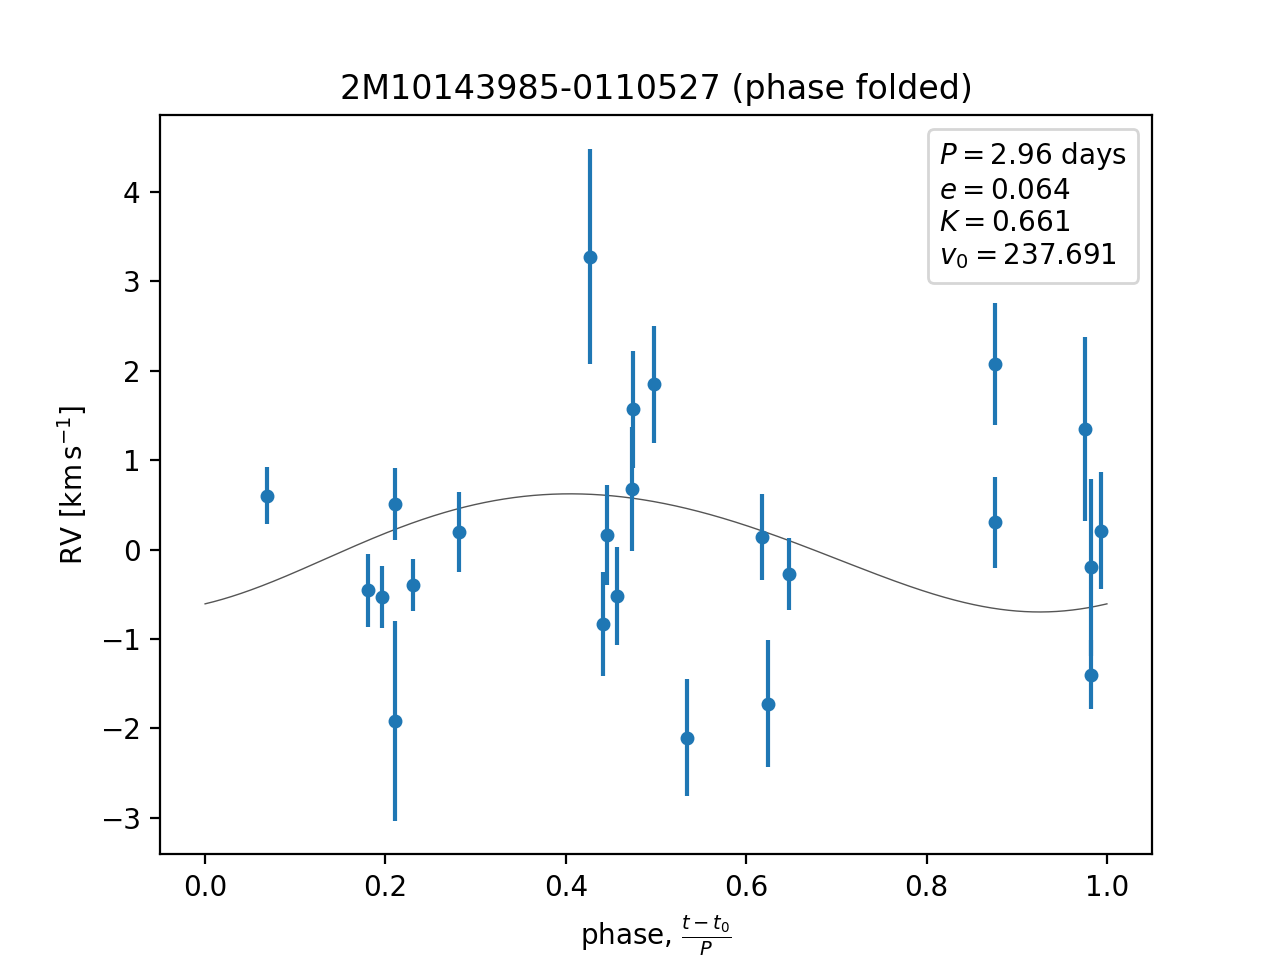 2M10143985-0110527 (phase folded)
P = 2.96 days
e = 0.064
K = 0.661
v₀ = 237.691
RV [km s⁻¹]
4
3
2
1
0
−1
−2
−3
0.0 0.2 0.4 0.6 0.8 1.0
phase, (t − t₀)/P